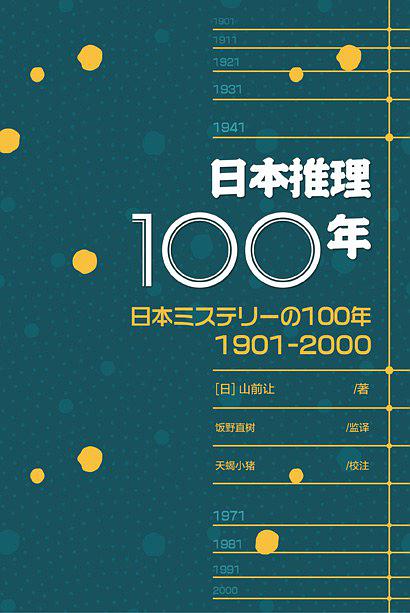 1901
1911
1921
1931
1941
日本推理
100年
日本ミステリーの100年
1901-2000
[日] 山前让 /著
饭野直树 /监译
天蝎小猪 /校注
1971
1981
1991
2000